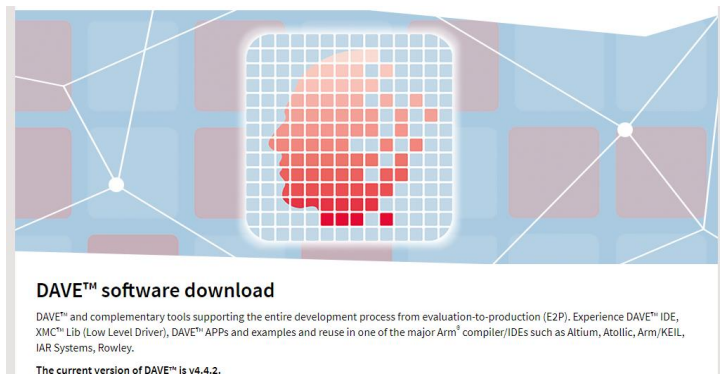 DAVE™ software download
DAVE™ and complementary tools supporting the entire development process from evaluation-to-production (E2P). Experience DAVE™ IDE,
XMC™ Lib (Low Level Driver), DAVE™ APPs and examples and reuse in one of the major Arm® compiler/IDEs such as Altium, Atollic, Arm/KEIL,
IAR Systems, Rowley.
The current version of DAVE™ is v4.4.2.